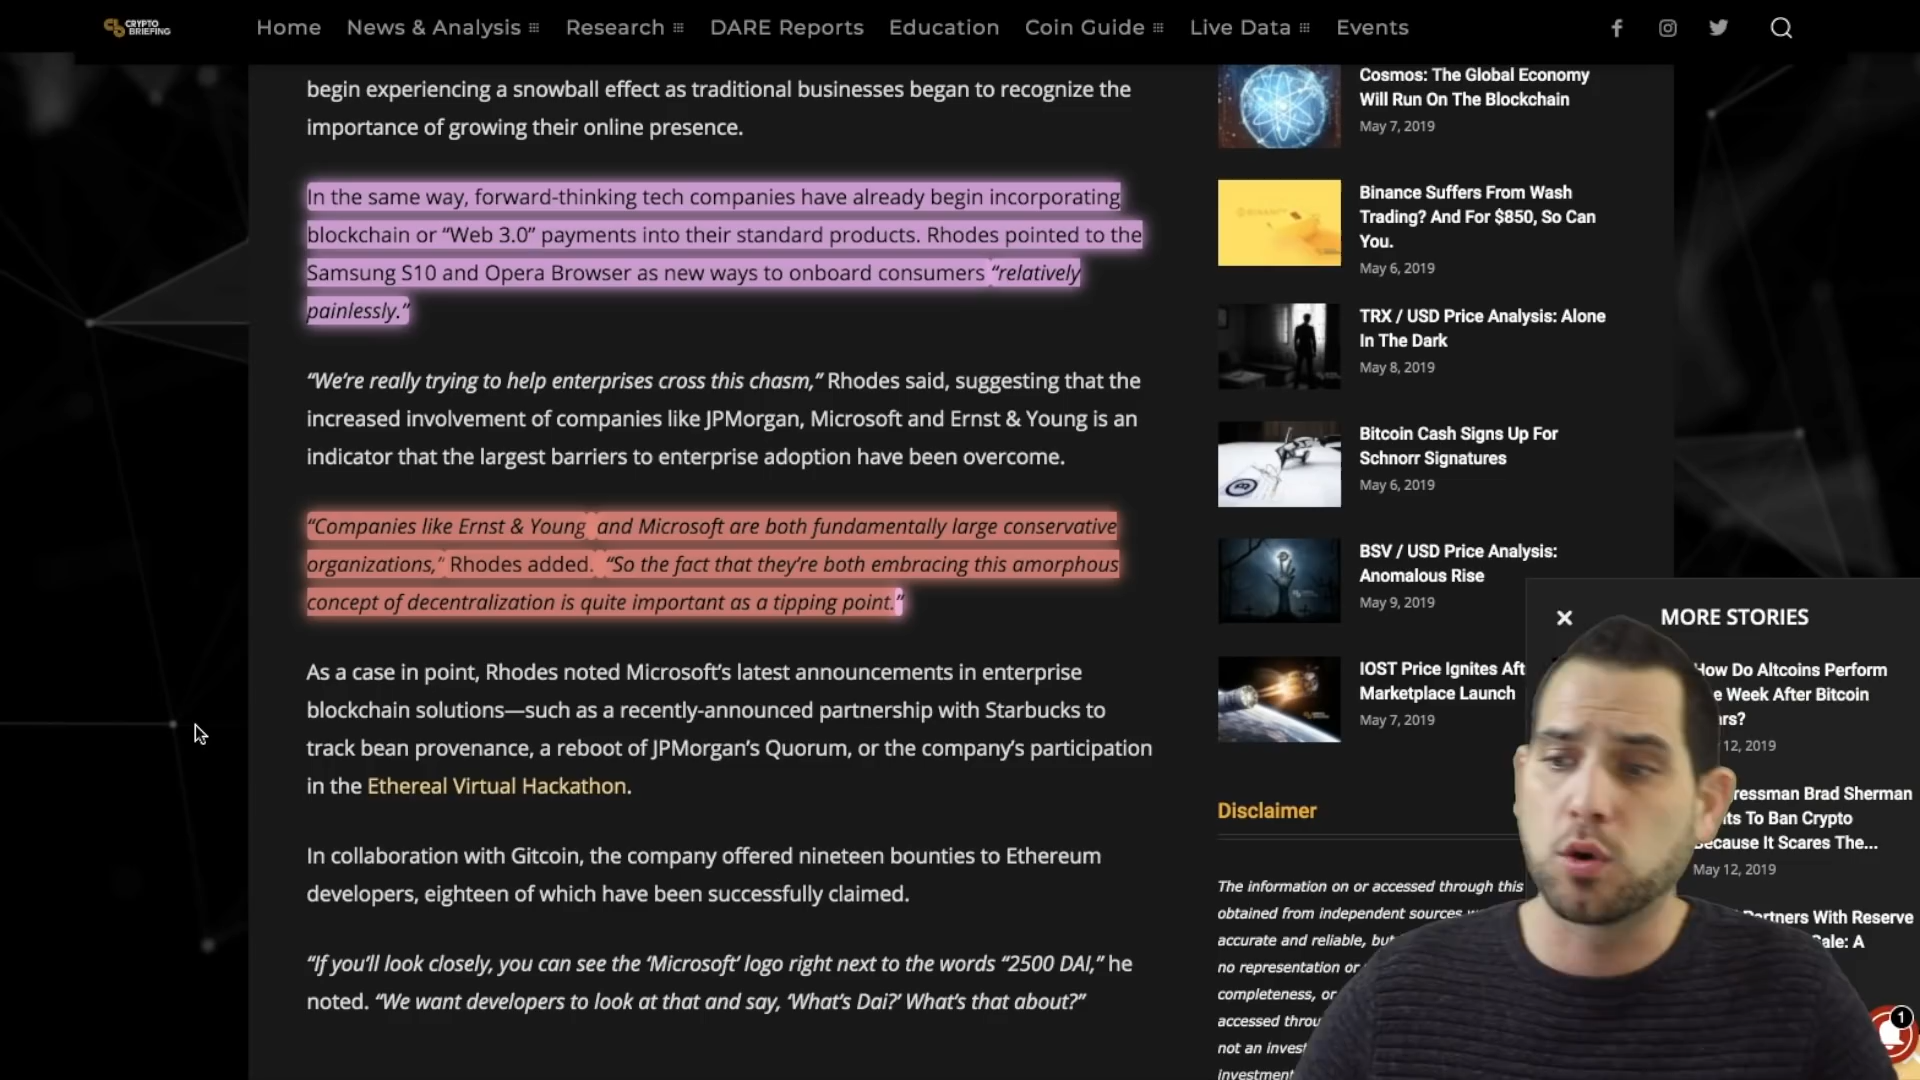 CRYPTO
BRIEFING
Home News & Analysis Research DARE Reports Education Coin Guide Live Data Events
begin experiencing a snowball effect as traditional businesses began to recognize the
importance of growing their online presence.
In the same way, forward-thinking tech companies have already begin incorporating
blockchain or “Web 3.0” payments into their standard products. Rhodes pointed to the
Samsung S10 and Opera Browser as new ways to onboard consumers “relatively
painlessly.”
“We’re really trying to help enterprises cross this chasm,” Rhodes said, suggesting that the
increased involvement of companies like JPMorgan, Microsoft and Ernst & Young is an
indicator that the largest barriers to enterprise adoption have been overcome.
“Companies like Ernst & Young and Microsoft are both fundamentally large conservative
organizations,” Rhodes added. “So the fact that they’re both embracing this amorphous
concept of decentralization is quite important as a tipping point.”
As a case in point, Rhodes noted Microsoft’s latest announcements in enterprise
blockchain solutions—such as a recently-announced partnership with Starbucks to
track bean provenance, a reboot of JPMorgan’s Quorum, or the company’s participation
in the Ethereal Virtual Hackathon.
In collaboration with Gitcoin, the company offered nineteen bounties to Ethereum
developers, eighteen of which have been successfully claimed.
“If you’ll look closely, you can see the ‘Microsoft’ logo right next to the words “2500 DAI,” he
noted. “We want developers to look at that and say, ‘What’s Dai?’ What’s that about?”
Cosmos: The Global Economy
Will Run On The Blockchain
May 7, 2019
Binance Suffers From Wash
Trading? And For $850, So Can
You.
May 6, 2019
TRX / USD Price Analysis: Alone
In The Dark
May 8, 2019
Bitcoin Cash Signs Up For
Schnorr Signatures
May 6, 2019
BSV / USD Price Analysis:
Anomalous Rise
May 9, 2019
IOST Price Ignites
Marketplace Launch
May 7, 2019
Disclaimer
The information on or accessed through this
obtained from independent sources
accurate and reliable, but
no representation or
completeness, or
accessed
not an
MORE STORIES
How Do Altcoins Perform
Week After Bitcoin
12, 2019
Brad Sherman
To Ban Crypto
Because It Scares The...
May 12, 2019
With Reserve
A
1